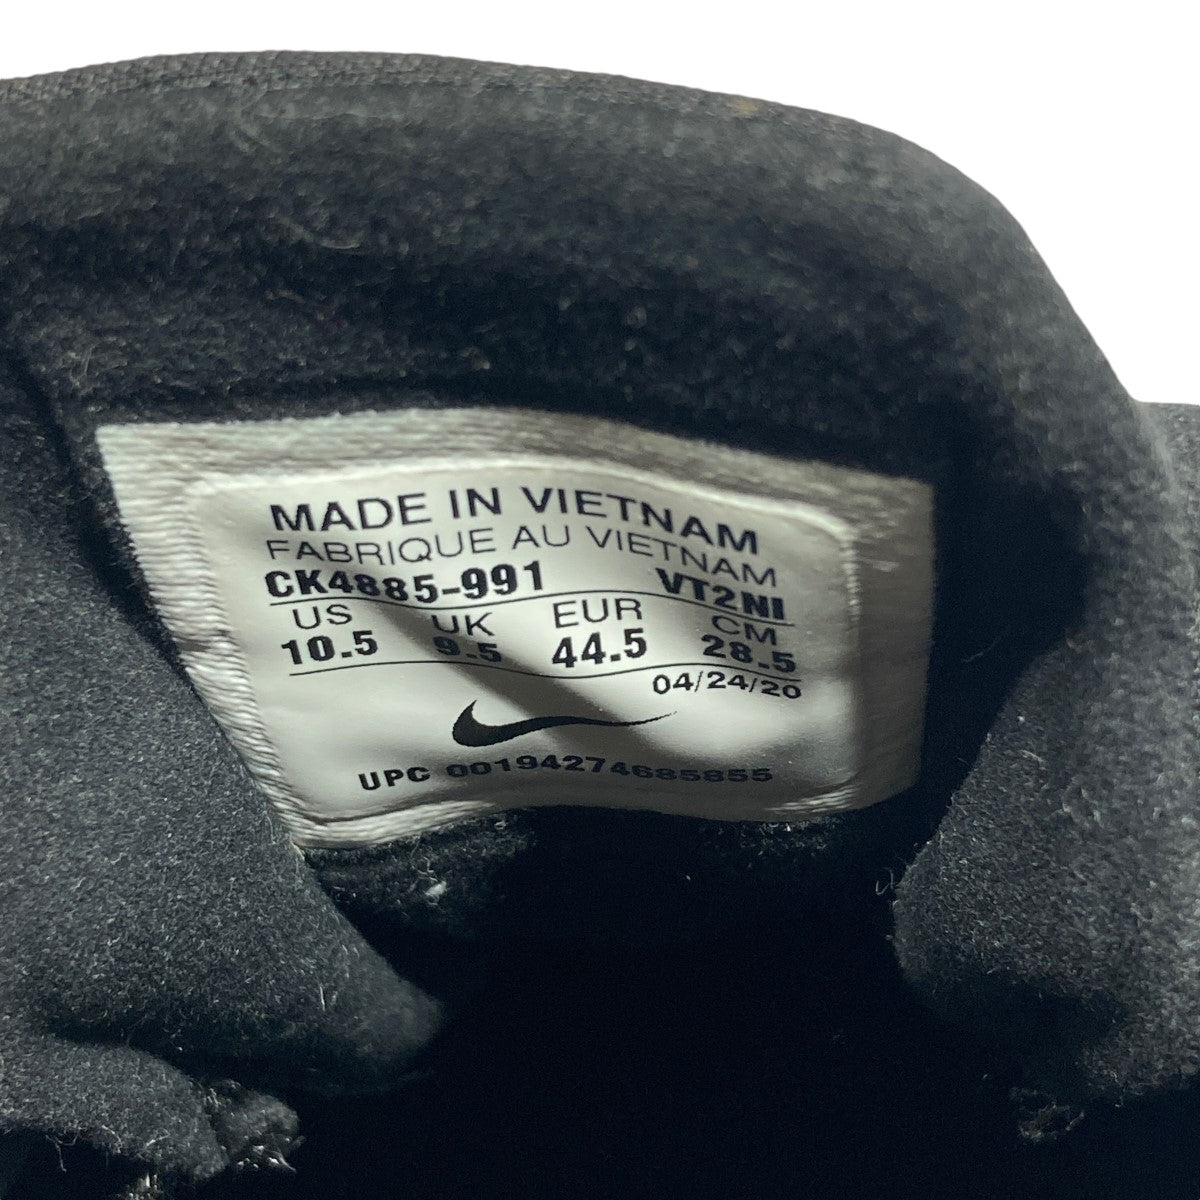 MADE IN VIETNAM
FABRIQUE AU VIETNAM
CK4885-991 VT2NI
US UK EUR CM
10.5 9.5 44.5 28.5
04/24/20
UPC 00194274685855